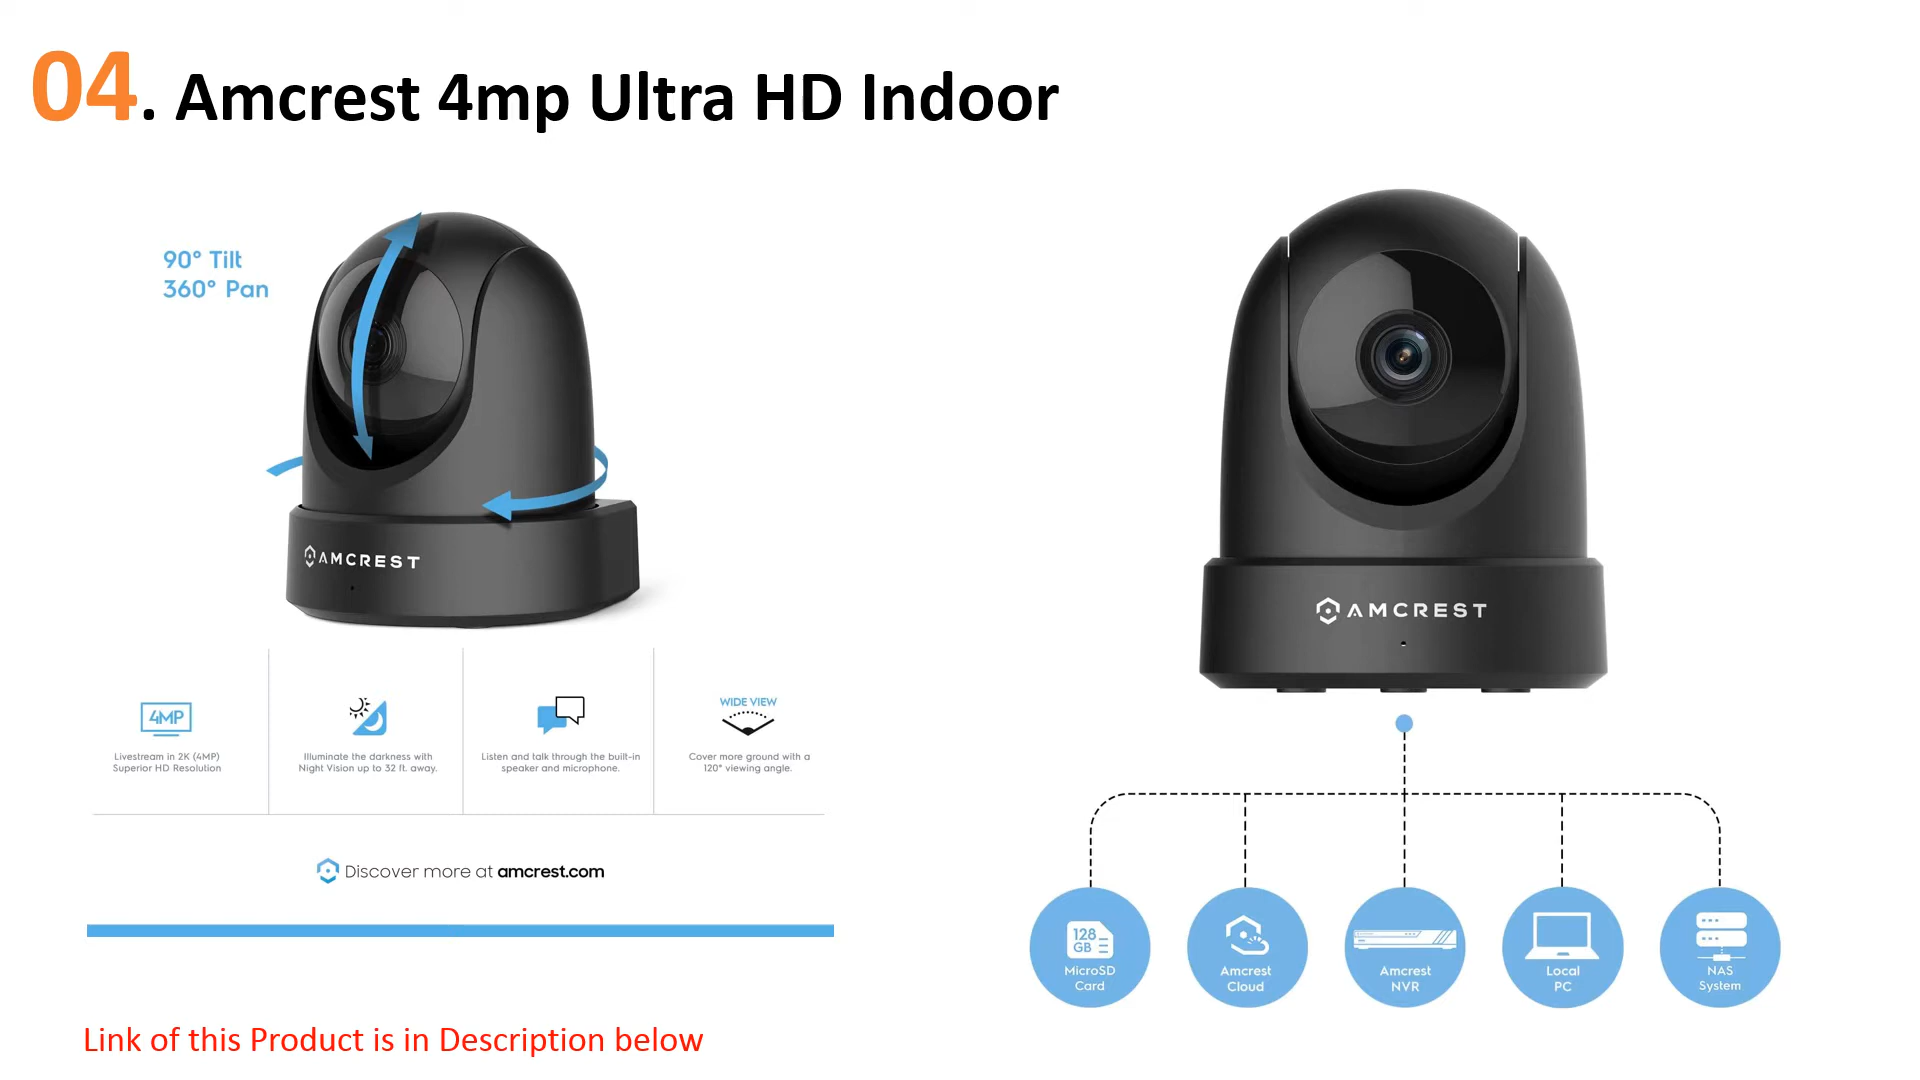 04. Amcrest 4mp Ultra HD Indoor
90° Tilt
360° Pan
AMCREST
4MP
Livestream in 2K (4MP)
Superior HD Resolution
Illuminate the darkness with
Night Vision up to 32 ft. away.
Listen and talk through the built-in
speaker and microphone.
WIDE VIEW
Cover more ground with a
120° viewing angle.
Discover more at amcrest.com
AMCREST
128
GB
MicroSD
Card
Amcrest
Cloud
Amcrest
NVR
Local
PC
NAS
System
Link of this Product is in Description below